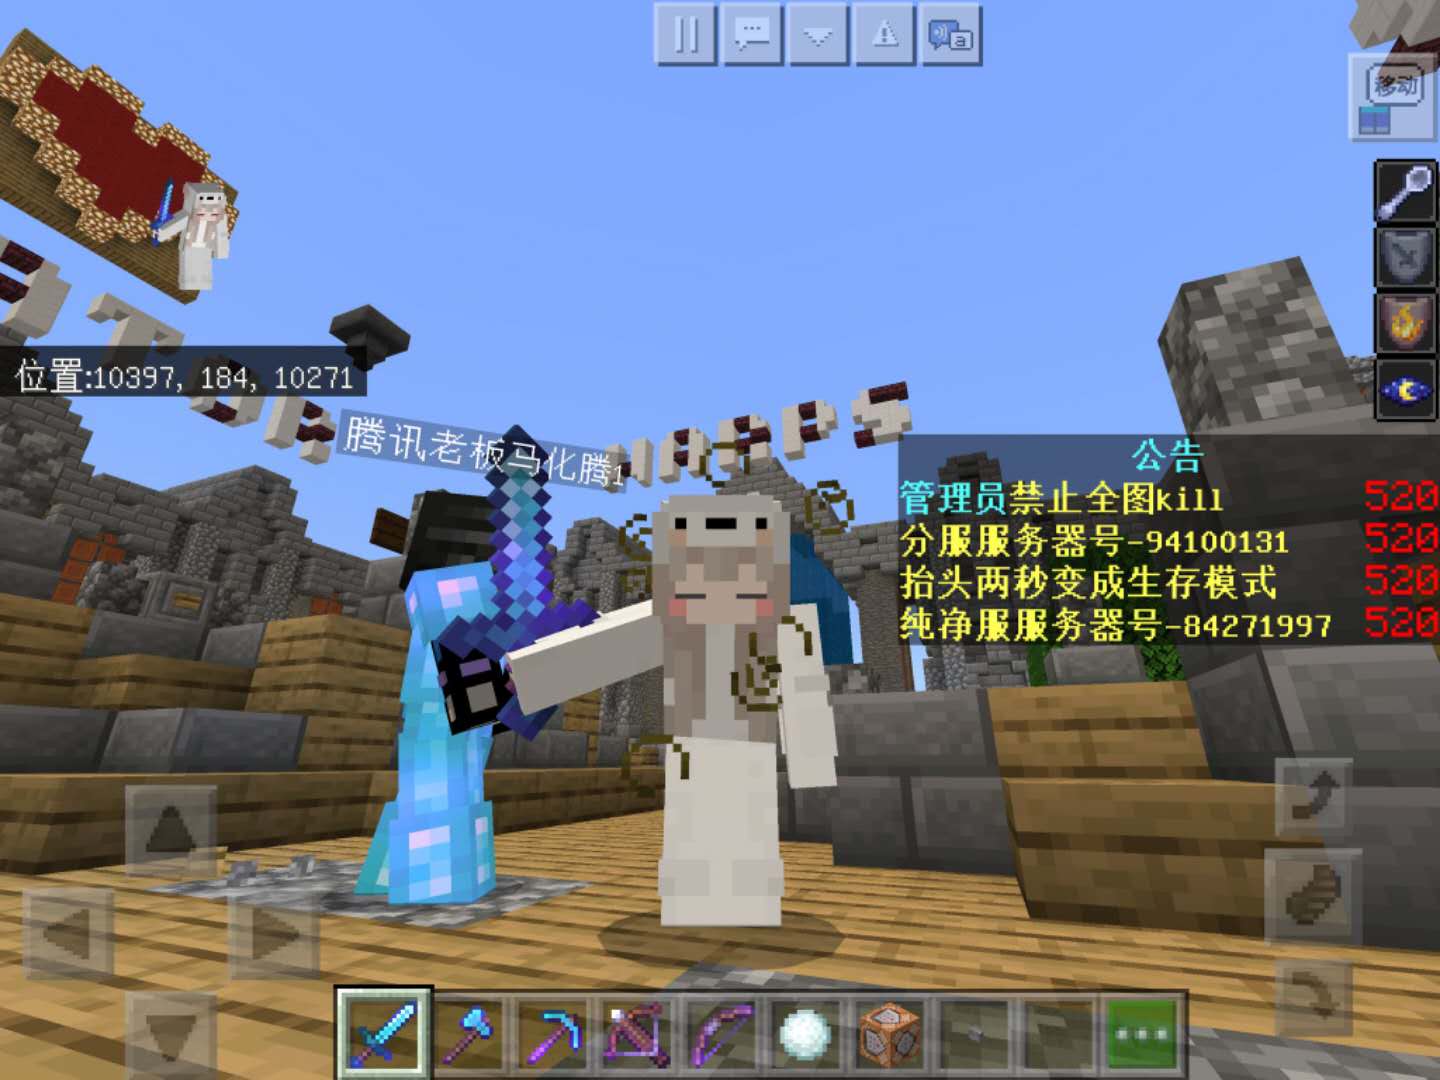 移动
位置:10397, 184, 10271
腾讯老板马化腾1
公告
管理员禁止全图kill 520
分服服务器号-94100131 520
抬头两秒变成生存模式 520
纯净服服务器号-84271997 520